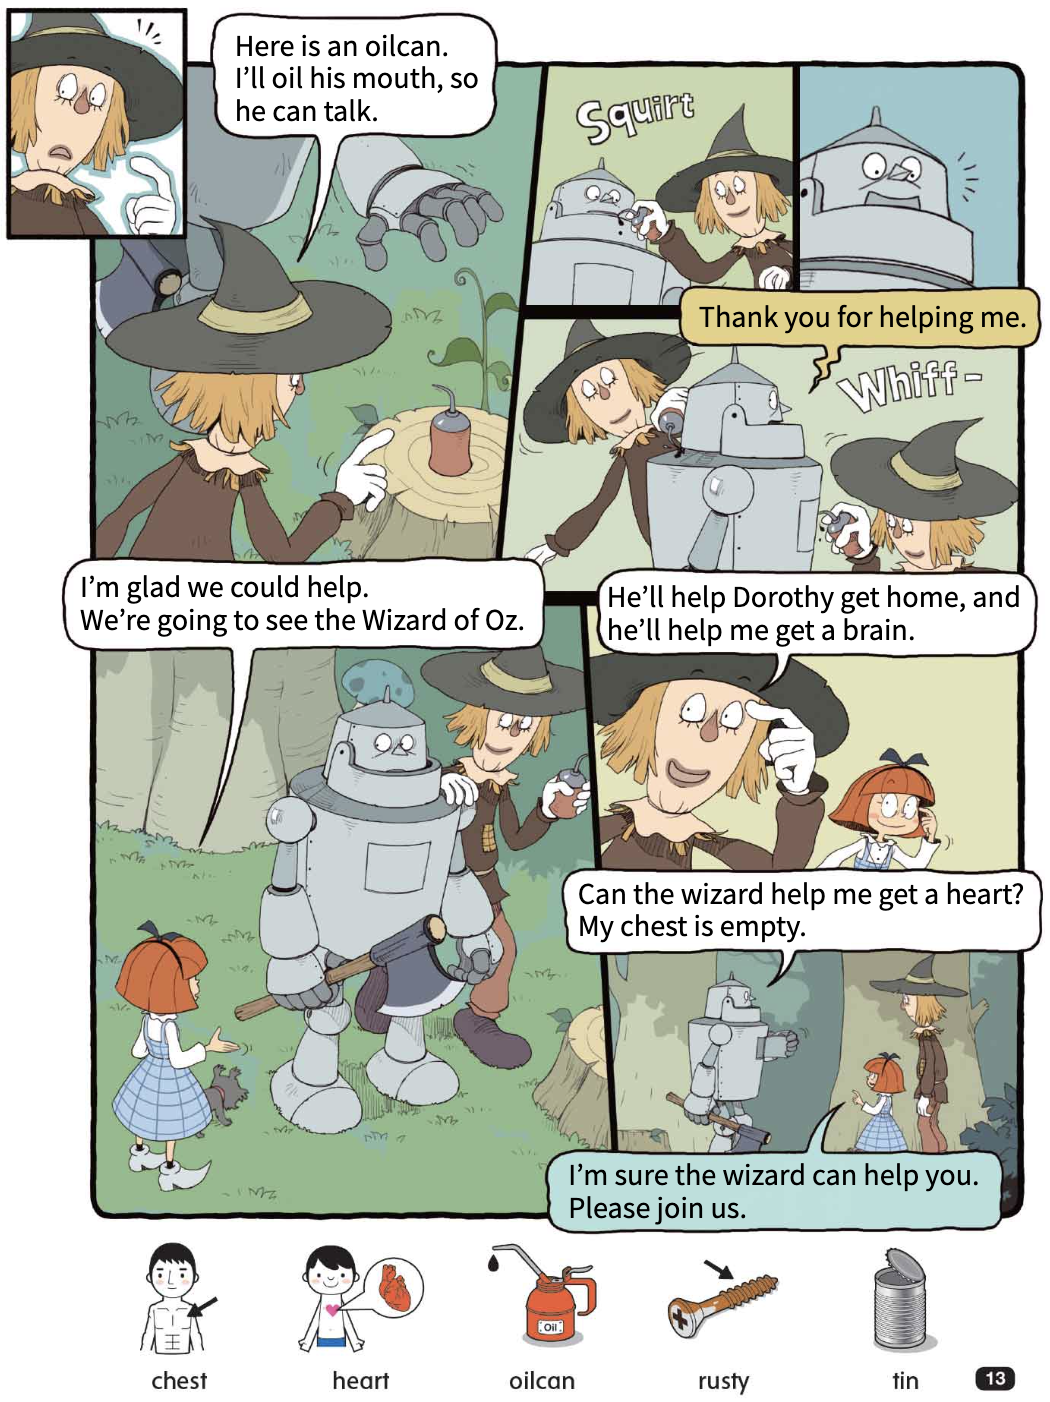 Here is an oilcan.
I'll oil his mouth, so
he can talk.
Squirt
Thank you for helping me.
Whiff-
I'm glad we could help.
We're going to see the Wizard of Oz.
He'll help Dorothy get home, and
he'll help me get a brain.
Can the wizard help me get a heart?
My chest is empty.
I'm sure the wizard can help you.
Please join us.
Oil
chest
heart
oilcan
rusty
tin
13